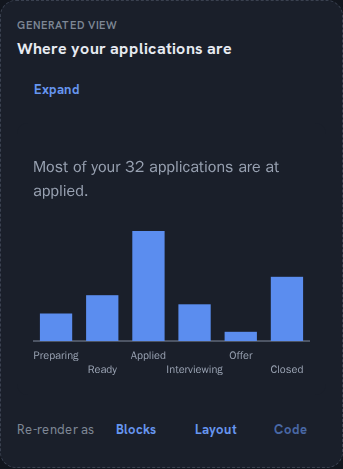 GENERATED VIEW
Where your applications are
Expand
Most of your 32 applications are at
applied.
Preparing Applied Offer
Ready Interviewing Closed
Re-render as Blocks Layout Code